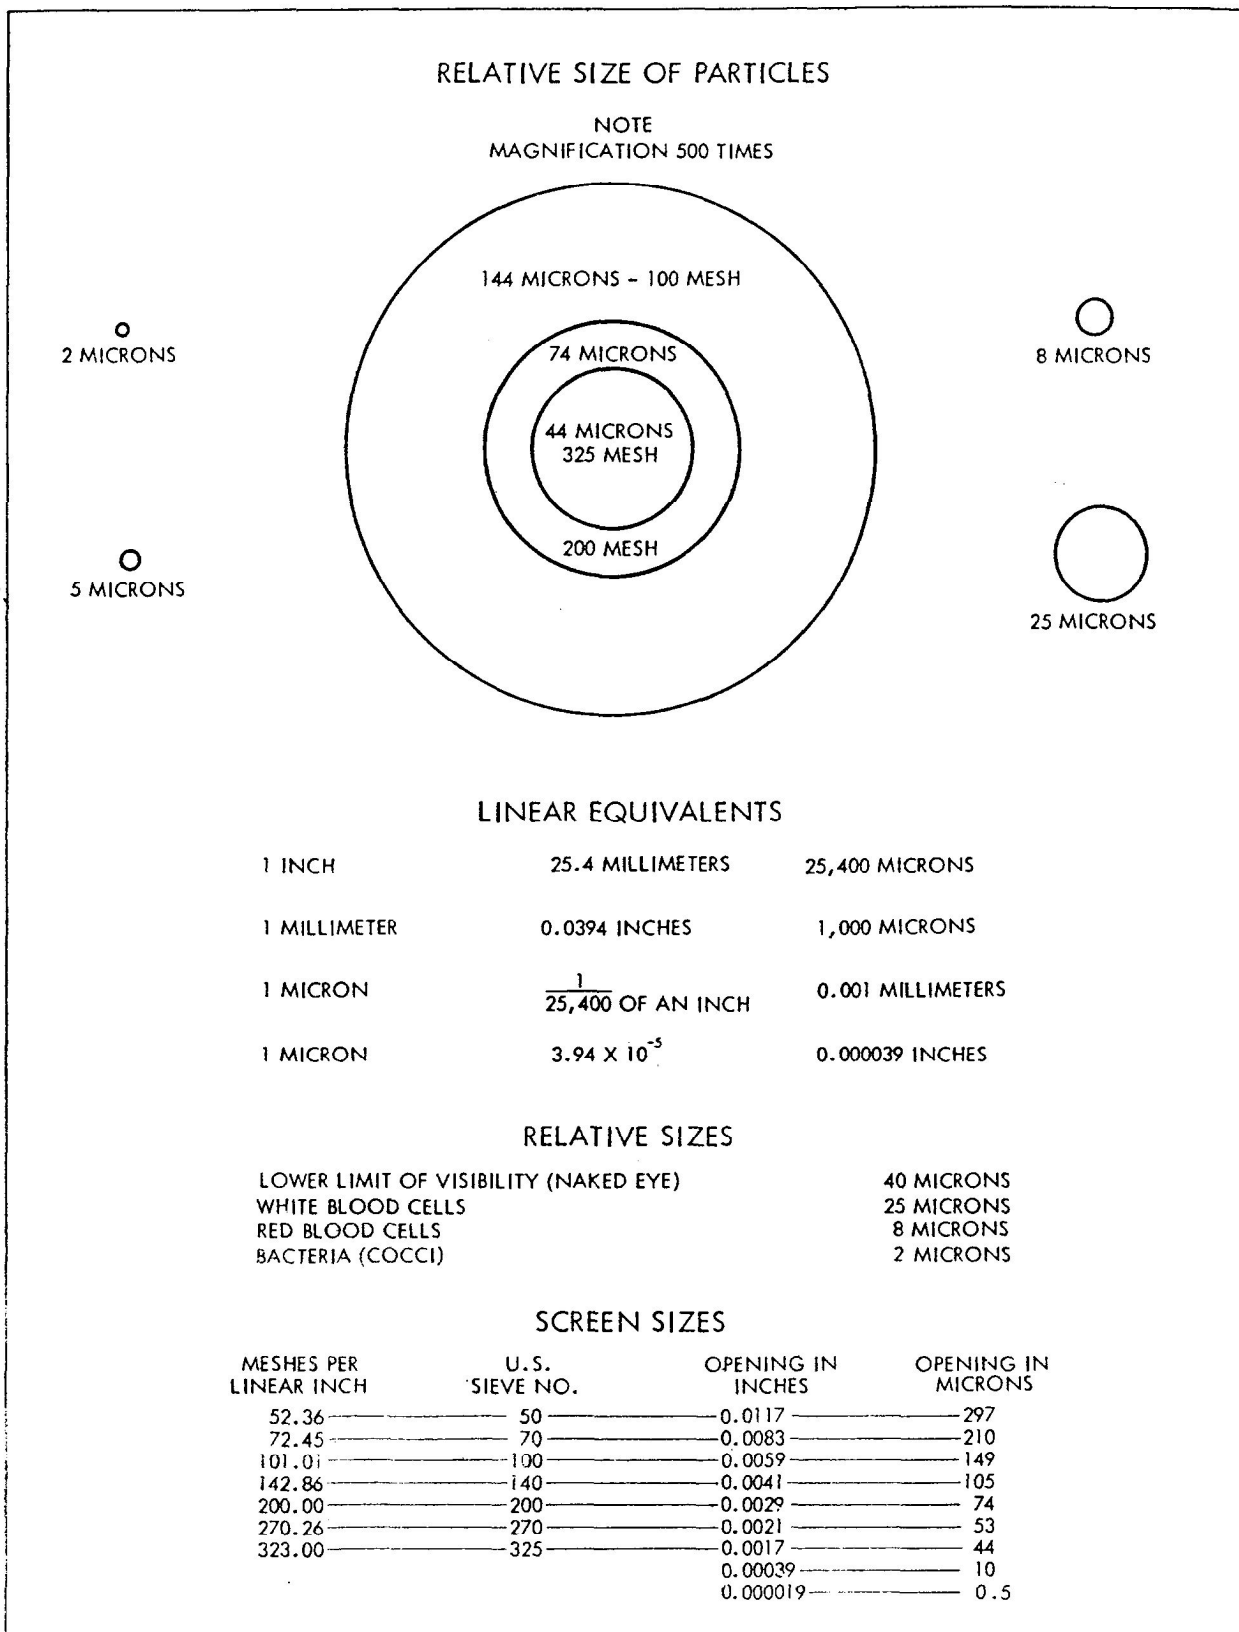 RELATIVE SIZE OF PARTICLES
NOTE
MAGNIFICATION 500 TIMES
144 MICRONS - 100 MESH
2 MICRONS
74 MICRONS
8 MICRONS
44 MICRONS
325 MESH
200 MESH
5 MICRONS
25 MICRONS
LINEAR EQUIVALENTS
1 INCH 25.4 MILLIMETERS 25,400 MICRONS
1 MILLIMETER 0.0394 INCHES 1,000 MICRONS
1 MICRON 1/25,400 OF AN INCH 0.001 MILLIMETERS
1 MICRON 3.94 X 10⁻⁵ 0.000039 INCHES
RELATIVE SIZES
LOWER LIMIT OF VISIBILITY (NAKED EYE) 40 MICRONS
WHITE BLOOD CELLS 25 MICRONS
RED BLOOD CELLS 8 MICRONS
BACTERIA (COCCI) 2 MICRONS
SCREEN SIZES
MESHES PER U.S. OPENING IN OPENING IN
LINEAR INCH SIEVE NO. INCHES MICRONS
52.36 50 0.0117 297
72.45 70 0.0083 210
101.01 100 0.0059 149
142.86 140 0.0041 105
200.00 200 0.0029 74
270.26 270 0.0021 53
323.00 325 0.0017 44
0.00039 10
0.000019 0.5